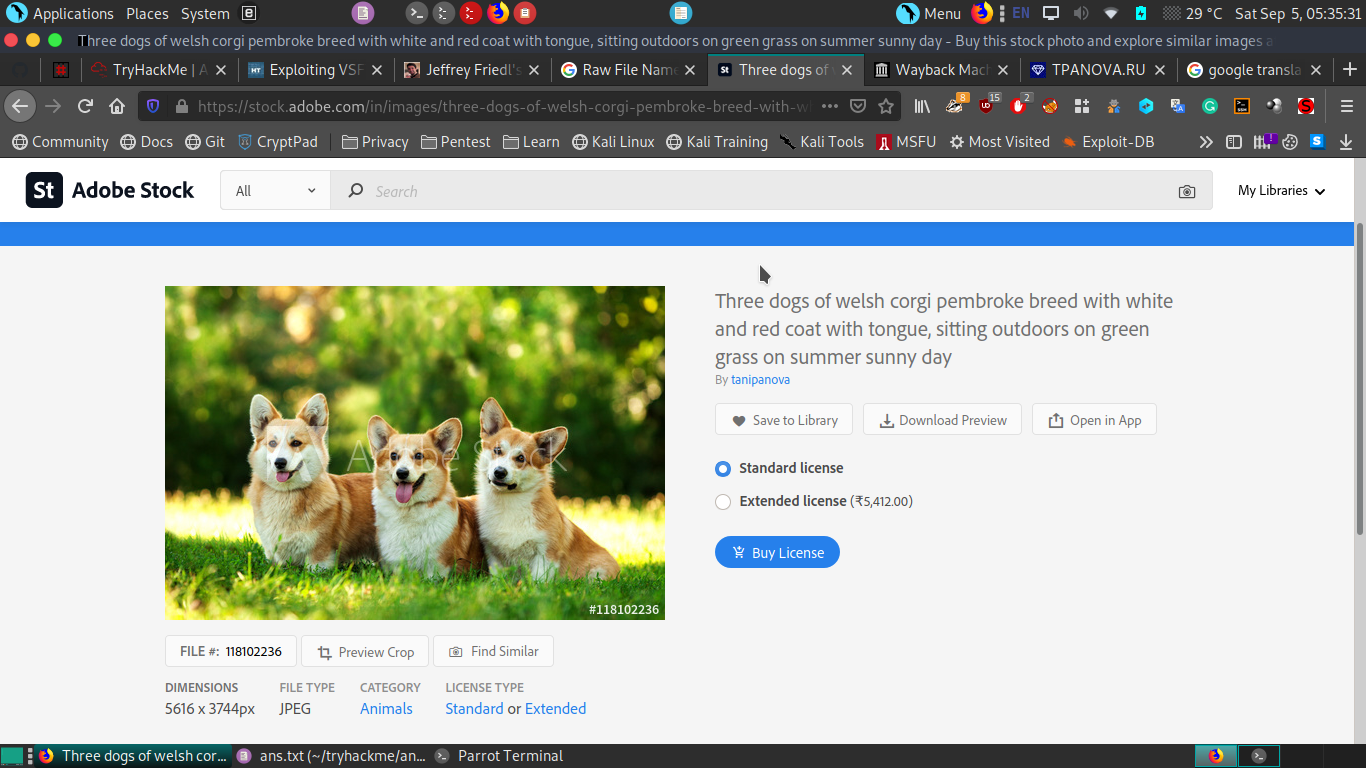 Applications Places System
Menu EN 29 °C Sat Sep 5, 05:35:31
Three dogs of welsh corgi pembroke breed with white and red coat with tongue, sitting outdoors on green grass on summer sunny day - Buy this stock photo and explore similar images a
TryHackMe | A Exploiting VSF Jeffrey Friedl's Raw File Name Three dogs of Wayback Mach TPANOVA.RU google transla
https://stock.adobe.com/in/images/three-dogs-of-welsh-corgi-pembroke-breed-with-w 8 15 2
Community Docs Git CryptPad Privacy Pentest Learn Kali Linux Kali Training Kali Tools MSFU Most Visited Exploit-DB
St Adobe Stock All Search My Libraries
Three dogs of welsh corgi pembroke breed with white
and red coat with tongue, sitting outdoors on green
grass on summer sunny day
By tanipanova
Save to Library Download Preview Open in App
Standard license
Extended license (₹5,412.00)
Buy License
Adobe Stock
#118102236
FILE #: 118102236 Preview Crop Find Similar
DIMENSIONS FILE TYPE CATEGORY LICENSE TYPE
5616 x 3744px JPEG Animals Standard or Extended
Three dogs of welsh cor... ans.txt (~/tryhackme/an... Parrot Terminal